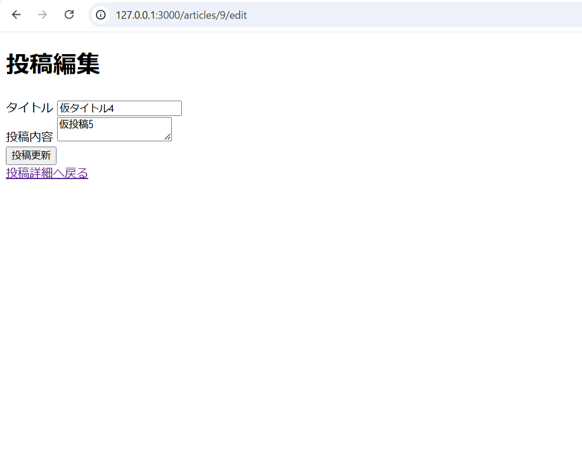 127.0.0.1:3000/articles/9/edit
投稿編集
タイトル 仮タイトル4
投稿内容 仮投稿5
投稿更新
投稿詳細へ戻る